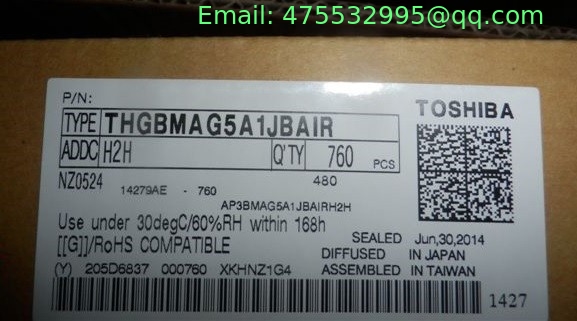 Email: 475532995@qq.com
P/N:
TOSHIBA
TYPE THGBMAG5A1JBAIR
ADDC H2H Q'TY 760 PCS
NZ0524 480
14279AE - 760
AP3BMAG5A1JBAIRH2H
Use under 30degC/60%RH within 168h
[[G]]/RoHS COMPATIBLE
SEALED Jun,30,2014
DIFFUSED IN JAPAN
(Y) 205D6837 000760 XKHNZ1G4 ASSEMBLED IN TAIWAN
1427